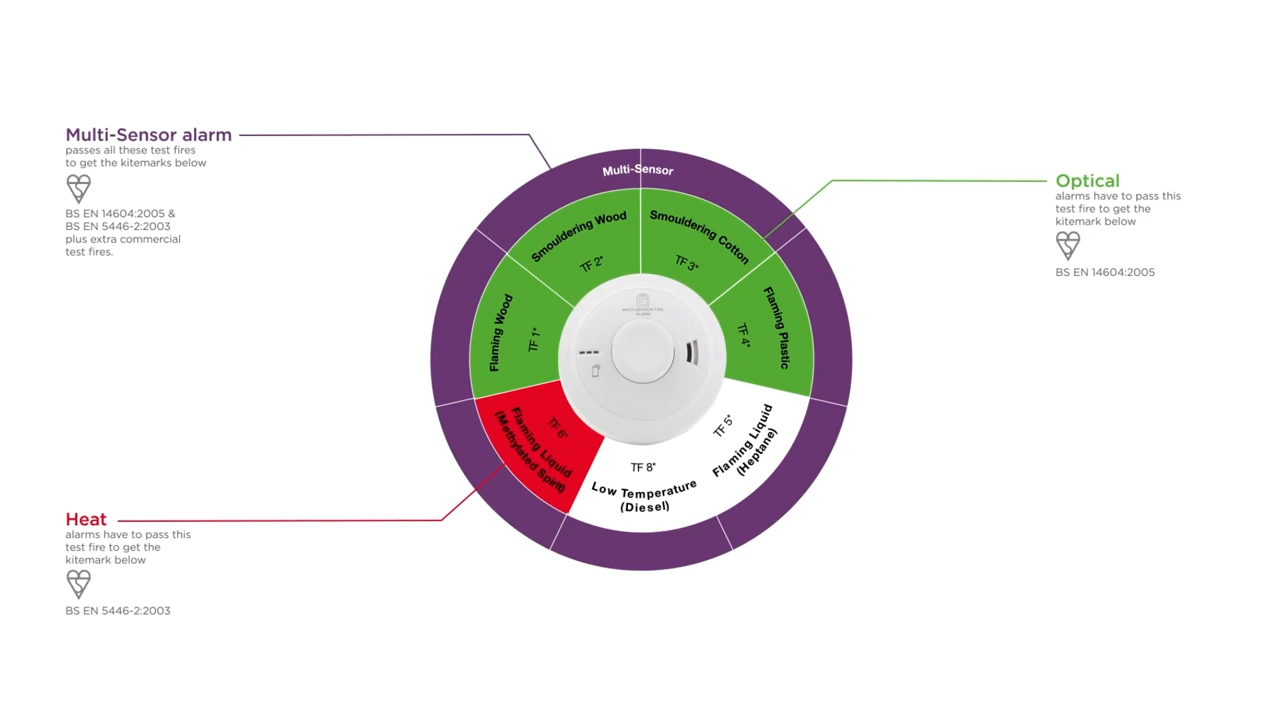 Multi-Sensor alarm
passes all these test fires
to get the kitemarks below
BS EN 14604:2005 &
BS EN 5446-2:2003
plus extra commercial
test fires.
Multi-Sensor
Optical
alarms have to pass this
test fire to get the
kitemark below
BS EN 14604:2005
Smouldering Wood
TF 2*
Smouldering Cotton
TF 3*
Flaming Wood
TF 1*
Flaming Plastic
TF 4*
MULTI-SENSOR FIRE
ALARM
TF 6*
Flaming Liquid
(Methylated Spirit)
TF 5*
Flaming Liquid
(Heptane)
TF 8*
Low Temperature
(Diesel)
Heat
alarms have to pass this
test fire to get the
kitemark below
BS EN 5446-2:2003